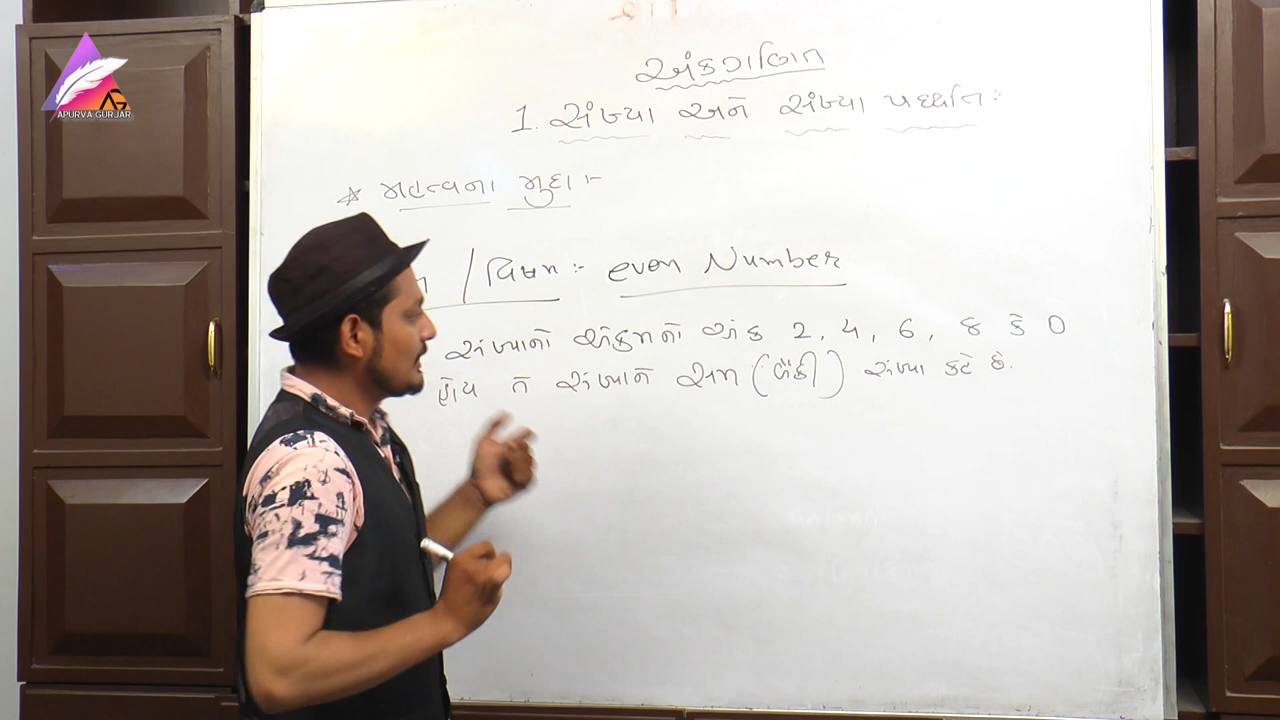 APURVA GURJAR
અંકગણિત
1. સંખ્યા અને સંખ્યા પધ્ધતિ:
★ મહત્વના મુદ્દા :-
/ વિષમ :- even Number
સંખ્યાનો એકમનો અંક 2, 4, 6, 8 કે 0
હોય તે સંખ્યાને સમ (બેકી) સંખ્યા કહે છે.